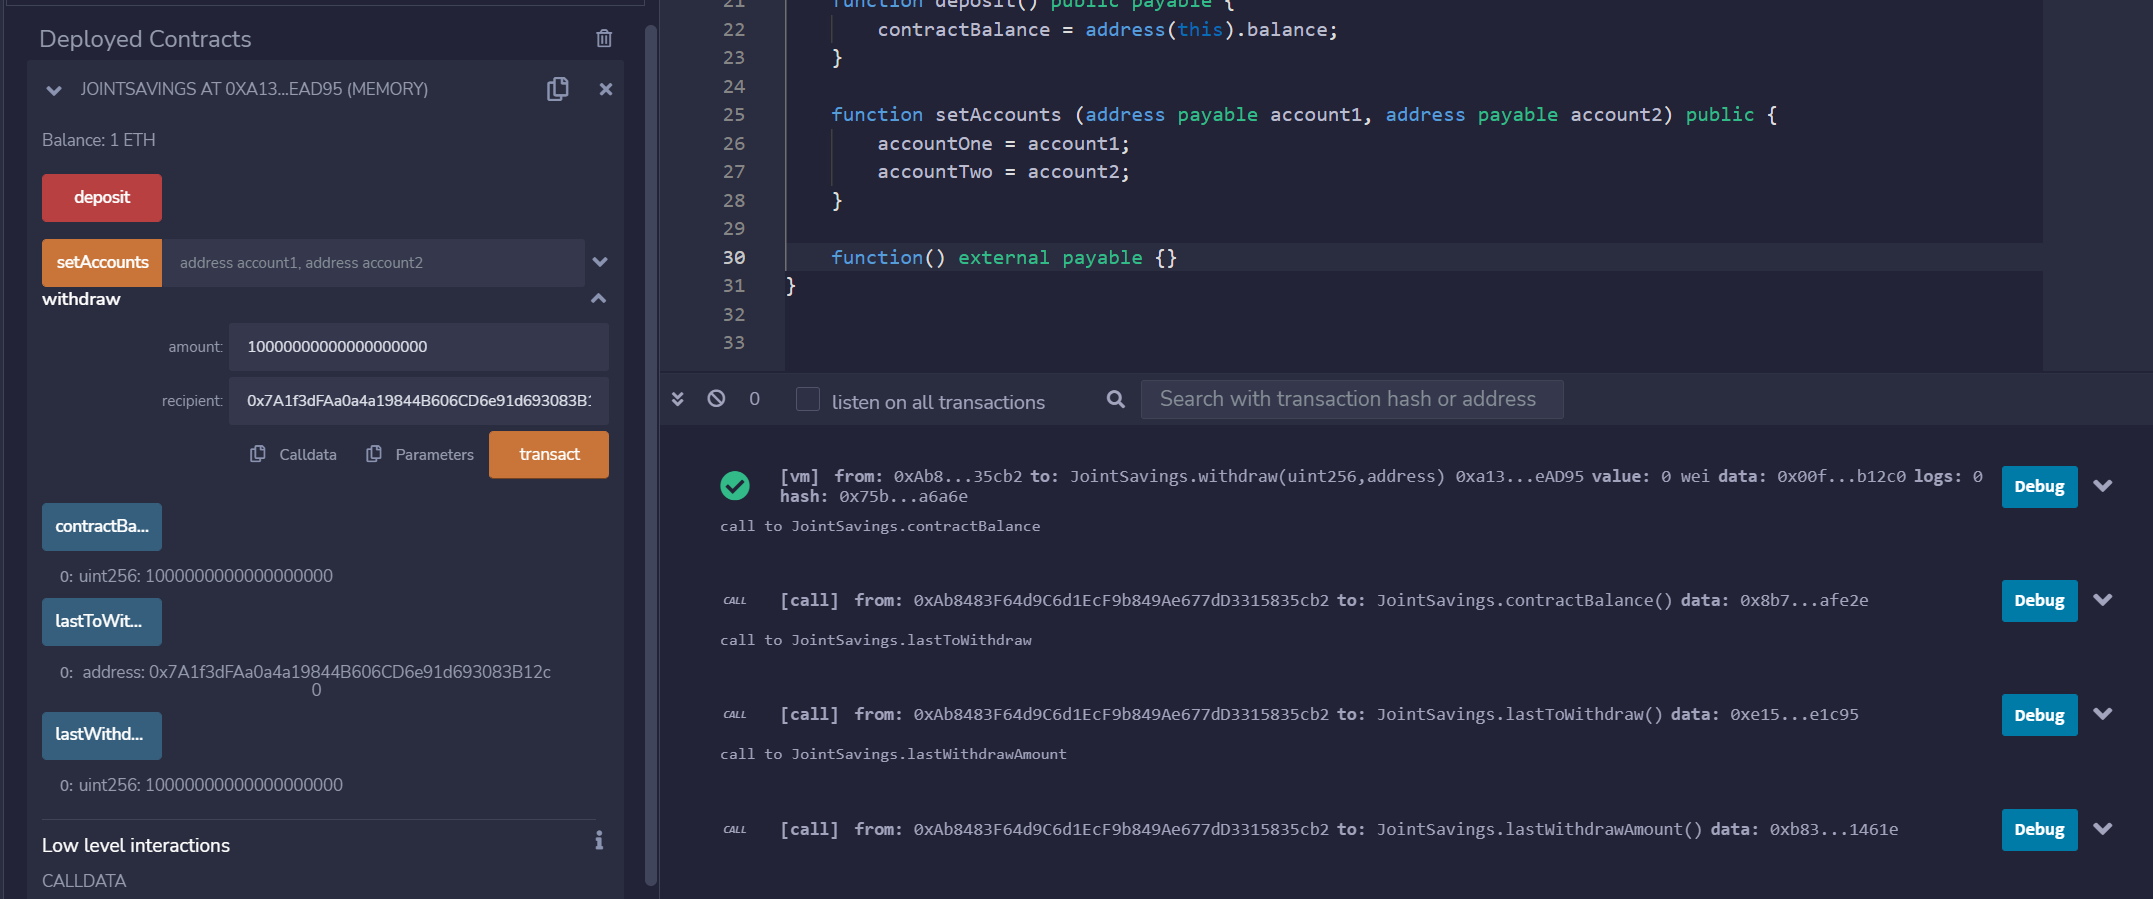 Deployed Contracts
JOINTSAVINGS AT 0XA13...EAD95 (MEMORY)
Balance: 1 ETH
deposit
setAccounts address account1, address account2
withdraw
amount: 10000000000000000000
recipient: 0x7A1f3dFAa0a4a19844B606CD6e91d693083B1
Calldata Parameters transact
contractBa...
0: uint256: 1000000000000000000
lastToWit...
0: address: 0x7A1f3dFAa0a4a19844B606CD6e91d693083B12c
0
lastWithd...
0: uint256: 10000000000000000000
Low level interactions
CALLDATA
21 function deposit() public payable {
22 contractBalance = address(this).balance;
23 }
24
25 function setAccounts (address payable account1, address payable account2) public {
26 accountOne = account1;
27 accountTwo = account2;
28 }
29
30 function() external payable {}
31 }
32
33
0 listen on all transactions Search with transaction hash or address
[vm] from: 0xAb8...35cb2 to: JointSavings.withdraw(uint256,address) 0xa13...eAD95 value: 0 wei data: 0x00f...b12c0 logs: 0
hash: 0x75b...a6a6e
Debug
call to JointSavings.contractBalance
CALL [call] from: 0xAb8483F64d9C6d1EcF9b849Ae677dD3315835cb2 to: JointSavings.contractBalance() data: 0x8b7...afe2e Debug
call to JointSavings.lastToWithdraw
CALL [call] from: 0xAb8483F64d9C6d1EcF9b849Ae677dD3315835cb2 to: JointSavings.lastToWithdraw() data: 0xe15...e1c95 Debug
call to JointSavings.lastWithdrawAmount
CALL [call] from: 0xAb8483F64d9C6d1EcF9b849Ae677dD3315835cb2 to: JointSavings.lastWithdrawAmount() data: 0xb83...1461e Debug